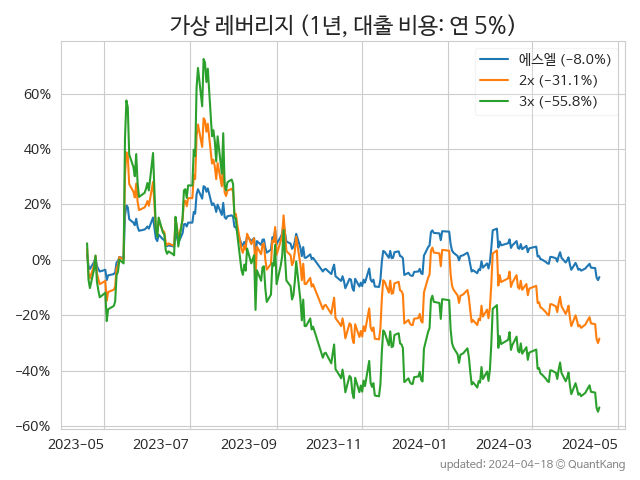 가상 레버리지 (1년, 대출 비용: 연 5%)
에스엘 (−8.0%)
2x (−31.1%)
3x (−55.8%)
60%
40%
20%
0%
−20%
−40%
−60%
2023-05 2023-07 2023-09 2023-11 2024-01 2024-03 2024-05
updated: 2024-04-18 © QuantKang